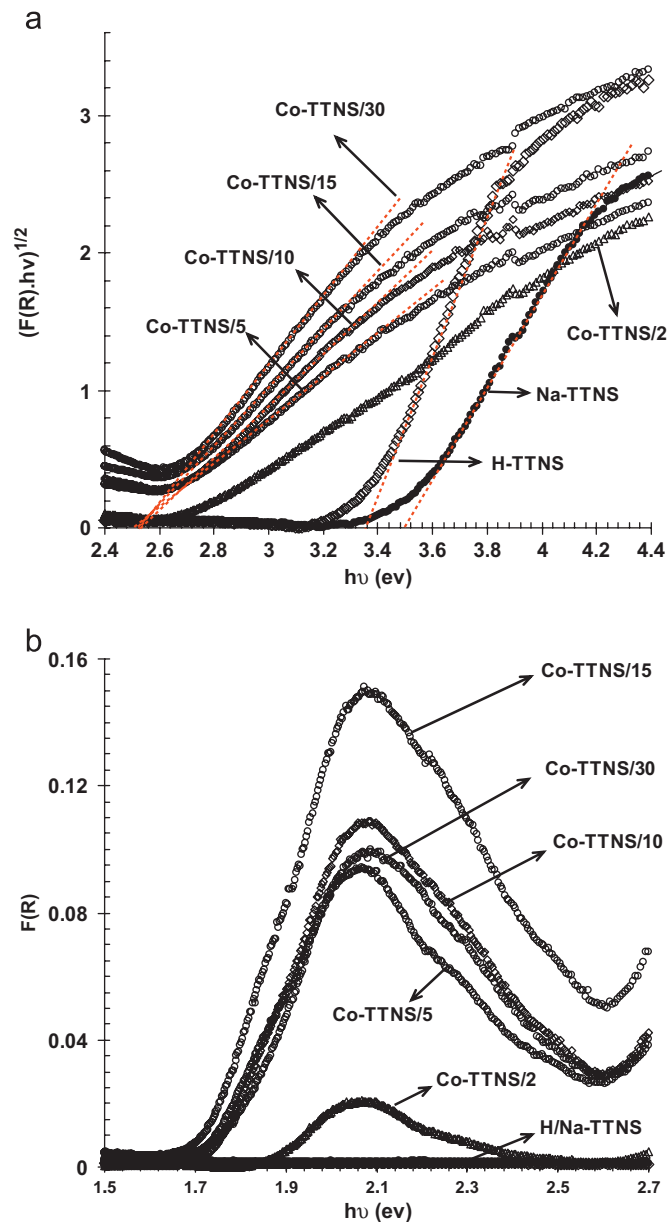 a
3
2
1
0
(F(R).hv)1/2
Co-TTNS/30
Co-TTNS/15
Co-TTNS/10
Co-TTNS/5
Co-TTNS/2
Na-TTNS
H-TTNS
2.4 2.6 2.8 3 3.2 3.4 3.6 3.8 4 4.2 4.4
hυ (ev)
b
0.16
0.12
0.08
0.04
0
F(R)
Co-TTNS/15
Co-TTNS/30
Co-TTNS/10
Co-TTNS/5
Co-TTNS/2
H/Na-TTNS
1.5 1.7 1.9 2.1 2.3 2.5 2.7
hυ (ev)